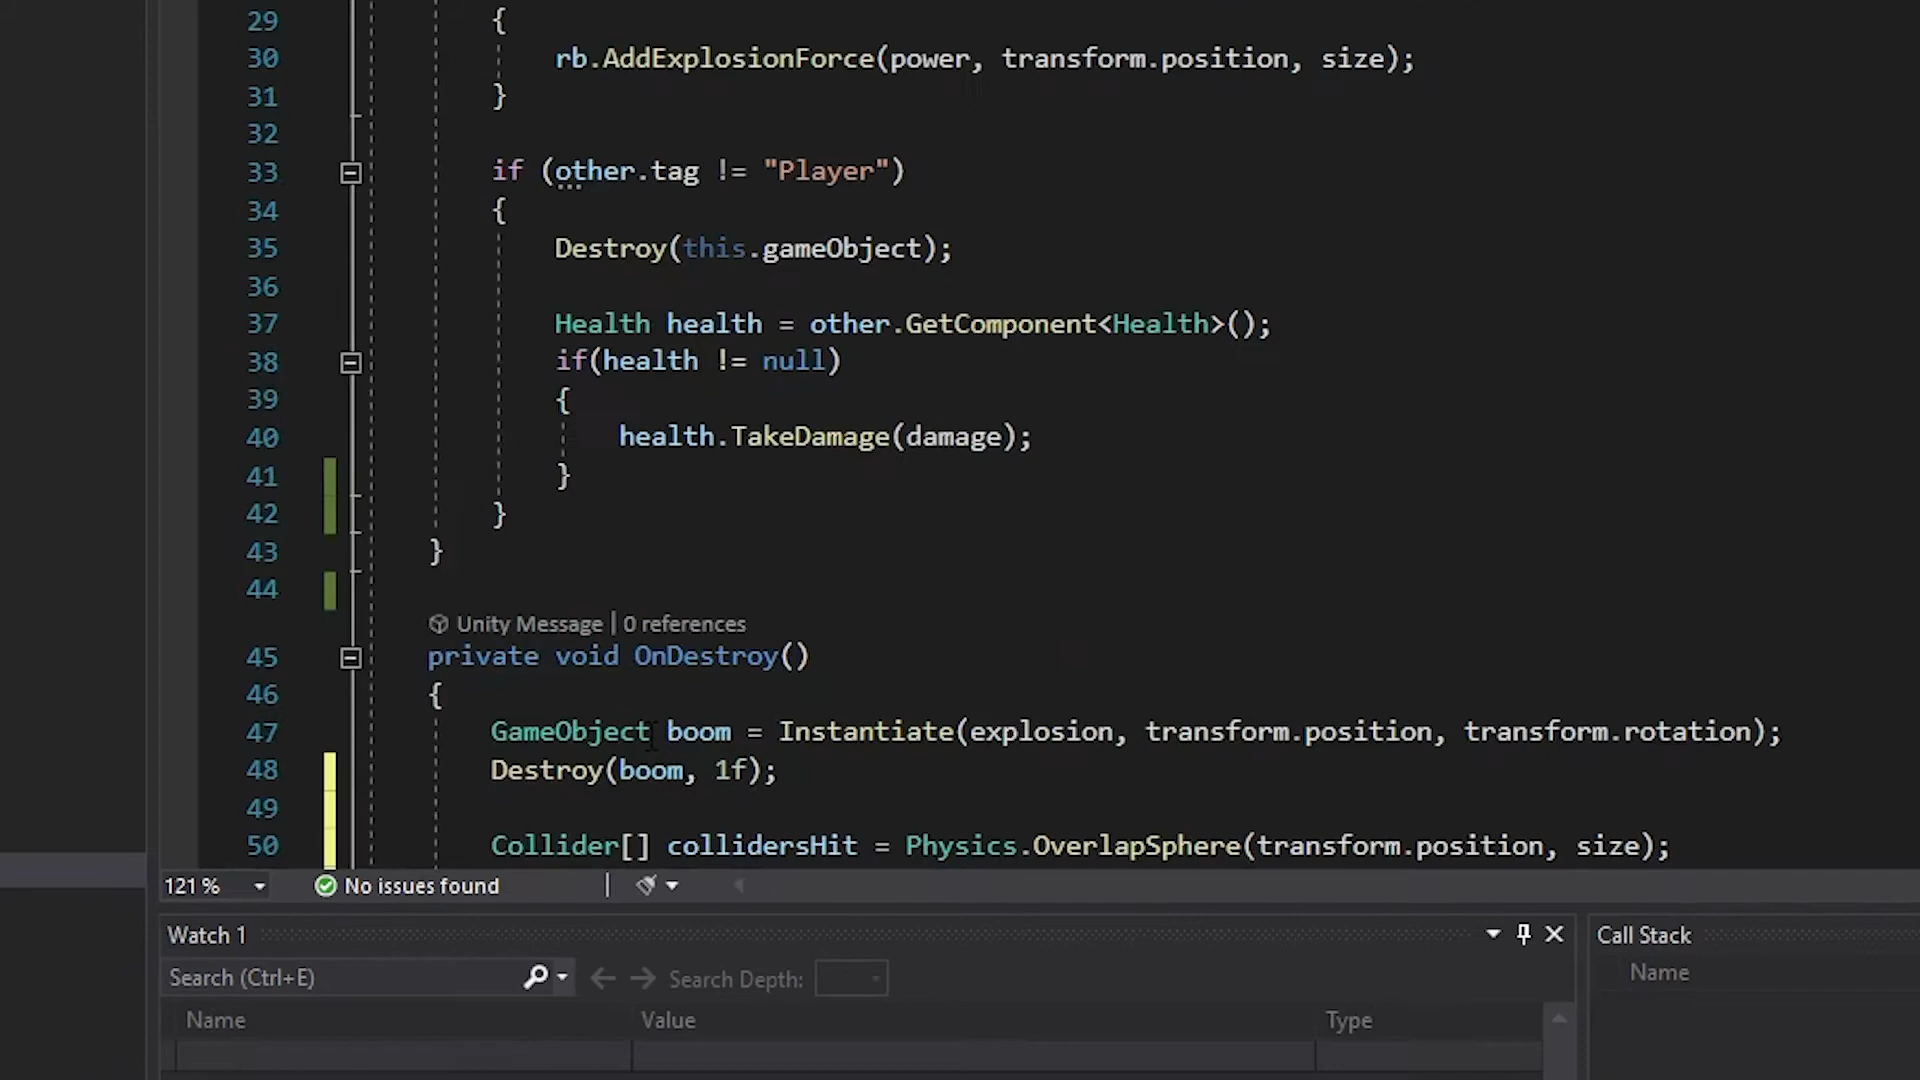 29 {
30 rb.AddExplosionForce(power, transform.position, size);
31 }
32
33 if (other.tag != "Player")
34 {
35 Destroy(this.gameObject);
36
37 Health health = other.GetComponent<Health>();
38 if(health != null)
39 {
40 health.TakeDamage(damage);
41 }
42 }
43 }
44
Unity Message | 0 references
45 private void OnDestroy()
46 {
47 GameObject boom = Instantiate(explosion, transform.position, transform.rotation);
48 Destroy(boom, 1f);
49
50 Collider[] collidersHit = Physics.OverlapSphere(transform.position, size);
121 % No issues found
Watch 1 Call Stack
Search (Ctrl+E) Search Depth: Name
Name Value Type